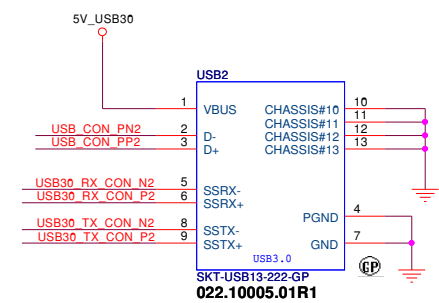 5V_USB30
USB2
1 VBUS CHASSIS#10 10
CHASSIS#11 11
USB_CON_PN2 2 D- CHASSIS#12 12
USB_CON_PP2 3 D+ CHASSIS#13 13
USB30_RX_CON_N2 5 SSRX-
USB30_RX_CON_P2 6 SSRX+
PGND 4
USB30_TX_CON_N2 8 SSTX-
USB30_TX_CON_P2 9 SSTX+ GND 7
USB3.0
GP
SKT-USB13-222-GP
022.10005.01R1